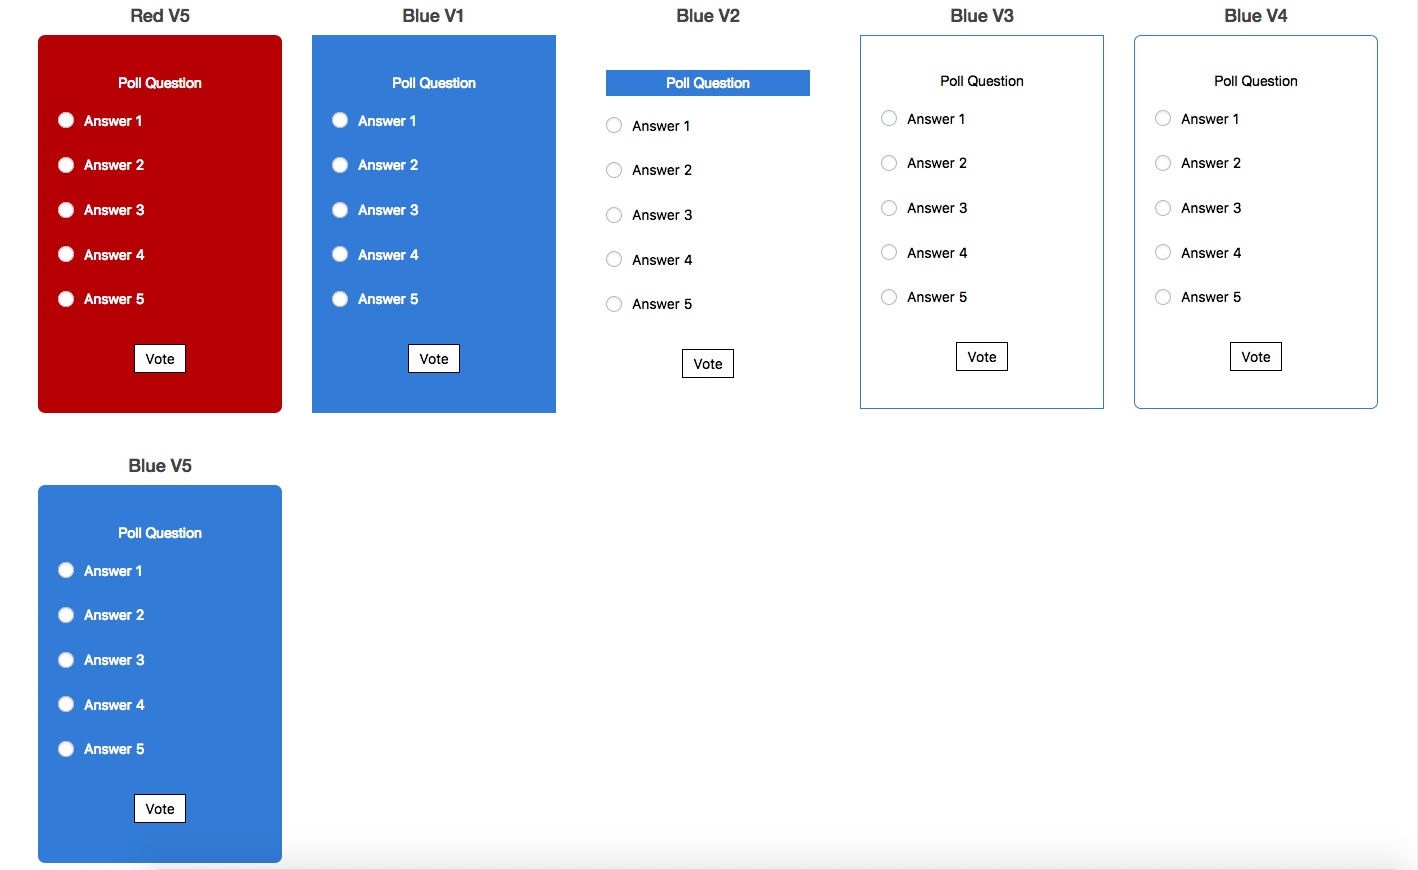 Red V5
Poll Question
Answer 1
Answer 2
Answer 3
Answer 4
Answer 5
Vote
Blue V1
Poll Question
Answer 1
Answer 2
Answer 3
Answer 4
Answer 5
Vote
Blue V2
Poll Question
Answer 1
Answer 2
Answer 3
Answer 4
Answer 5
Vote
Blue V3
Poll Question
Answer 1
Answer 2
Answer 3
Answer 4
Answer 5
Vote
Blue V4
Poll Question
Answer 1
Answer 2
Answer 3
Answer 4
Answer 5
Vote
Blue V5
Poll Question
Answer 1
Answer 2
Answer 3
Answer 4
Answer 5
Vote